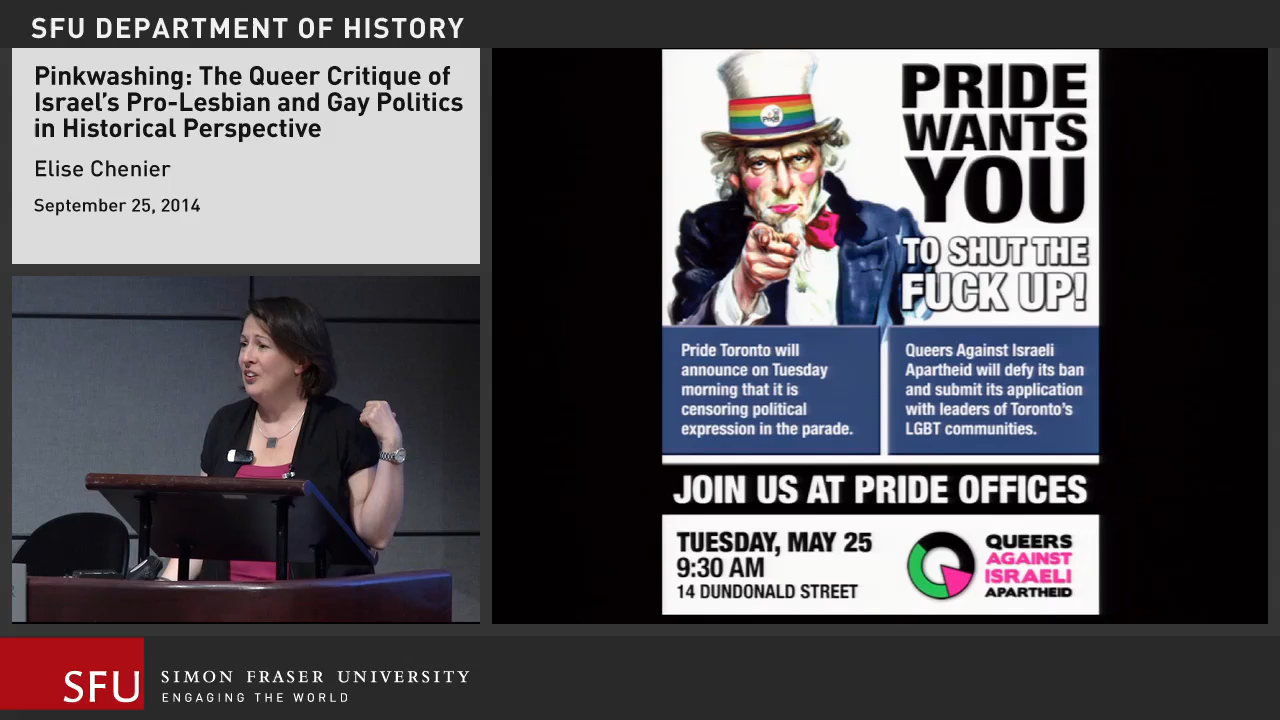 SFU DEPARTMENT OF HISTORY
Pinkwashing: The Queer Critique of
Israel’s Pro-Lesbian and Gay Politics
in Historical Perspective
Elise Chenier
September 25, 2014
Pride
PRIDE
WANTS
YOU
TO SHUT THE
FUCK UP!
Pride Toronto will
announce on Tuesday
morning that it is
censoring political
expression in the parade.
Queers Against Israeli
Apartheid will defy its ban
and submit its application
with leaders of Toronto’s
LGBT communities.
JOIN US AT PRIDE OFFICES
TUESDAY, MAY 25
9:30 AM
14 DUNDONALD STREET
QUEERS
AGAINST
ISRAELI
APARTHEID
SFU
SIMON FRASER UNIVERSITY
ENGAGING THE WORLD